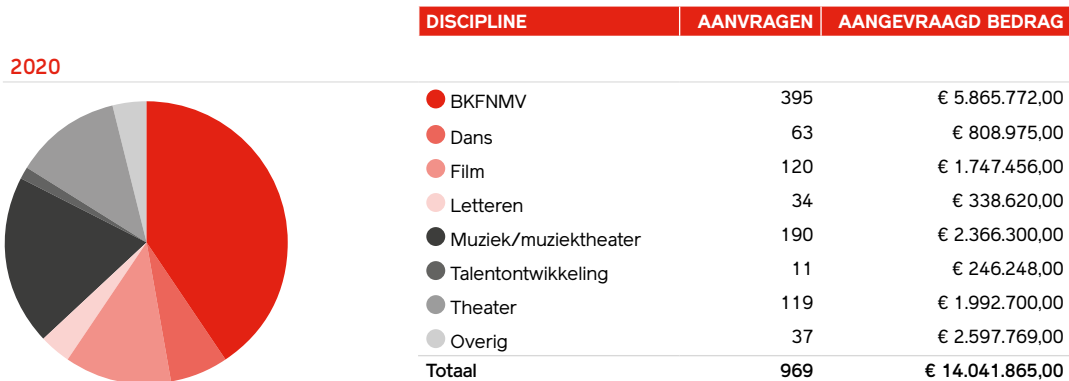 DISCIPLINE AANVRAGEN AANGEVRAAGD BEDRAG
2020
BKFNMV 395 € 5.865.772,00
Dans 63 € 808.975,00
Film 120 € 1.747.456,00
Letteren 34 € 338.620,00
Muziek/muziektheater 190 € 2.366.300,00
Talentontwikkeling 11 € 246.248,00
Theater 119 € 1.992.700,00
Overig 37 € 2.597.769,00
Totaal 969 € 14.041.865,00